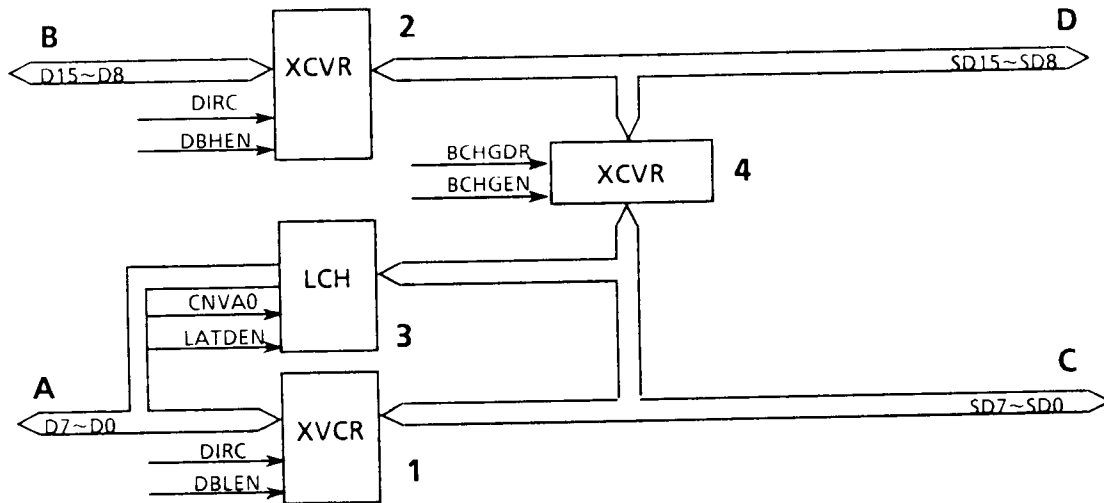 B
2
D
D15~D8
XCVR
SD15~SD8
DIRC
DBHEN
BCHGDR
BCHGEN
XCVR
4
LCH
CNVA0
LATDEN
3
A
C
D7~D0
XVCR
SD7~SD0
DIRC
DBLEN
1